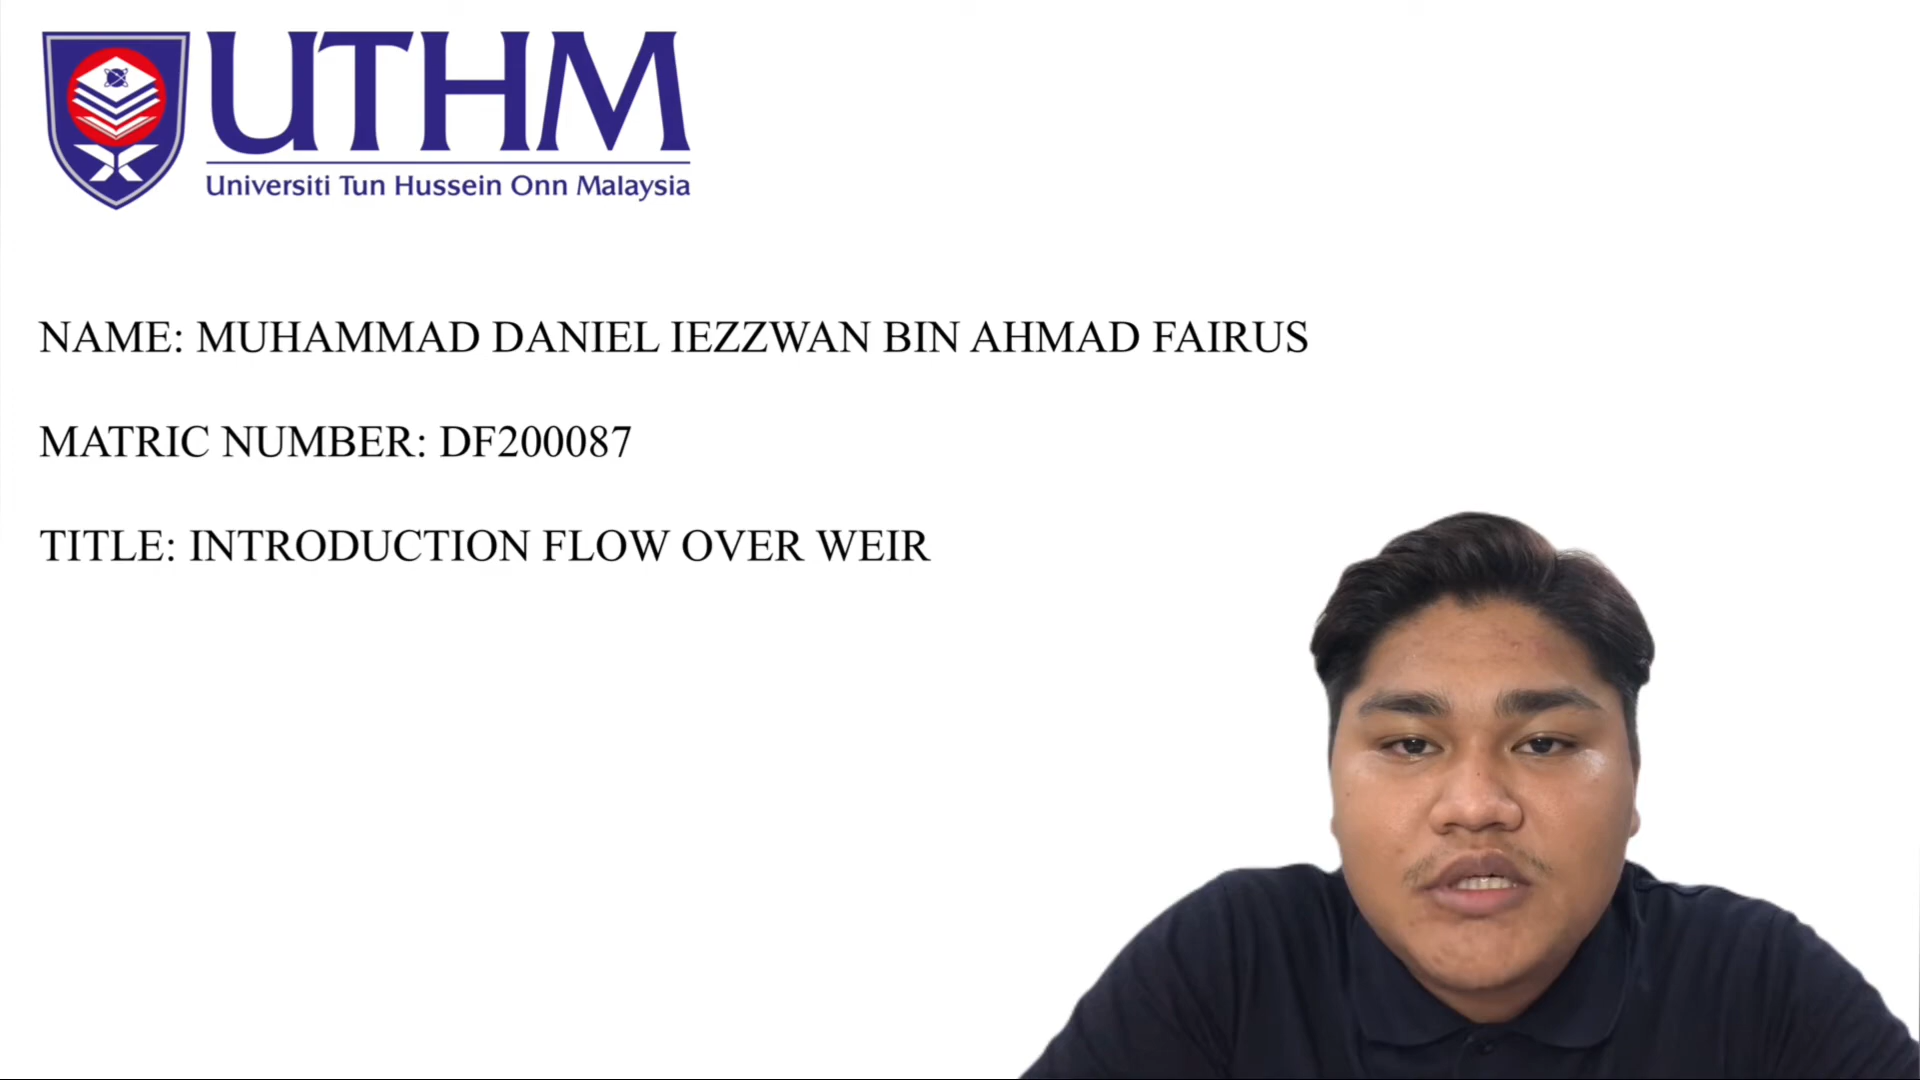 UTHM
Universiti Tun Hussein Onn Malaysia
NAME: MUHAMMAD DANIEL IEZZWAN BIN AHMAD FAIRUS
MATRIC NUMBER: DF200087
TITLE: INTRODUCTION FLOW OVER WEIR